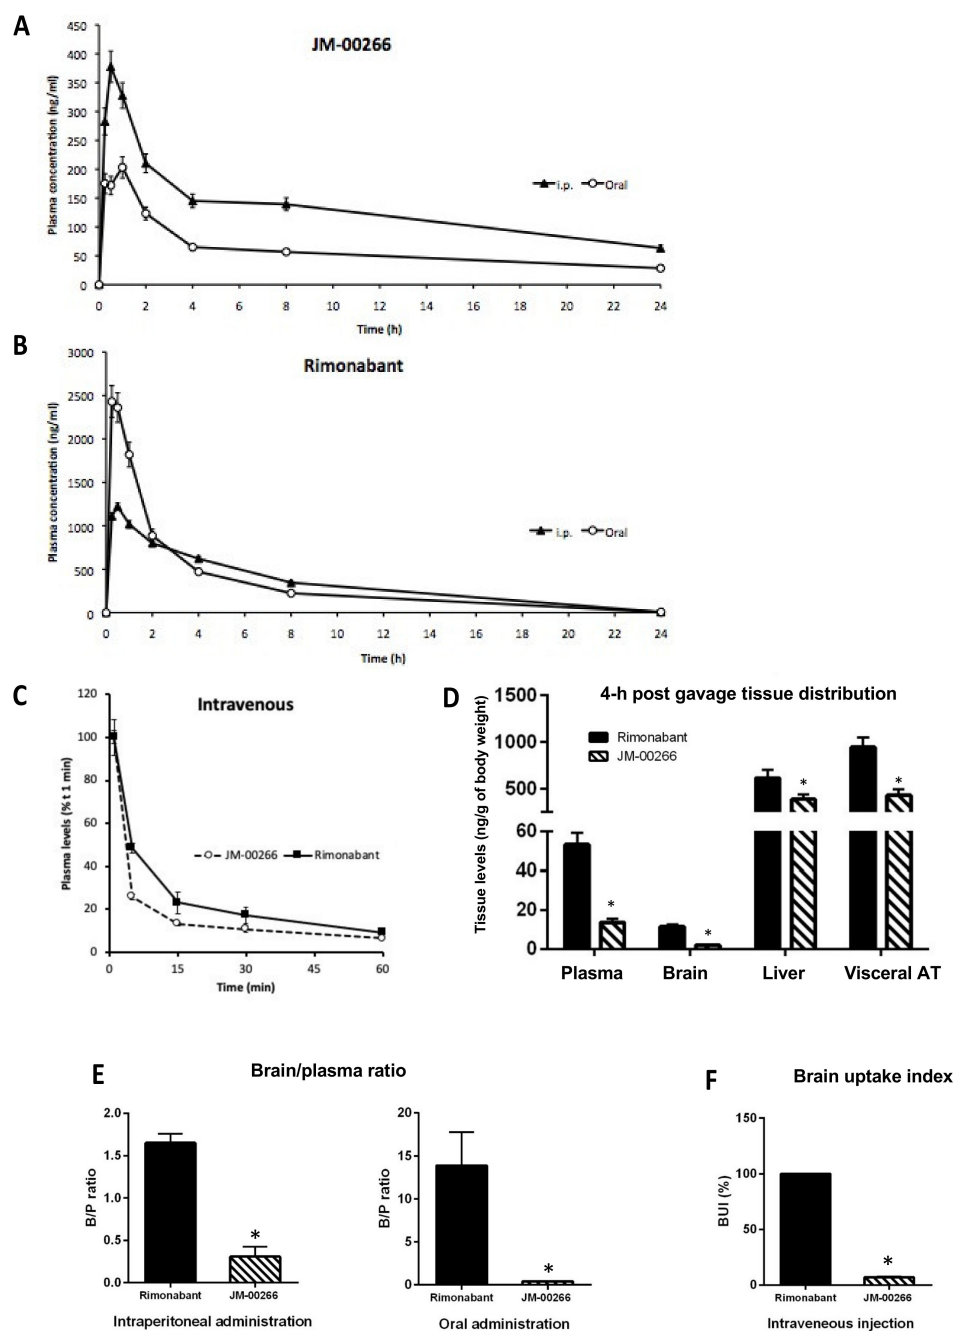 A
JM-00266
Plasma concentration (ng/ml)
450
400
350
300
250
200
150
100
50
0
i.p. Oral
0 2 4 6 8 10 12 14 16 18 20 22 24
Time (h)
B
Rimonabant
Plasma concentration (ng/ml)
3000
2500
2000
1500
1000
500
0
i.p. Oral
0 2 4 6 8 10 12 14 16 18 20 22 24
Time (h)
C
Intravenous
Plasma levels (% t 1 min)
120
100
80
60
40
20
0
JM-00266 Rimonabant
0 15 30 45 60
Time (min)
D
4-h post gavage tissue distribution
Tissue levels (ng/g of body weight)
1500
1000
500
60
40
20
0
Rimonabant
JM-00266
* * * *
Plasma Brain Liver Visceral AT
E
Brain/plasma ratio
B/P ratio
2.0
1.5
1.0
0.5
0.0
*
Rimonabant JM-00266
Intraperitoneal administration
B/P ratio
20
15
10
5
0
*
Rimonabant JM-00266
Oral administration
F
Brain uptake index
BUI (%)
150
100
50
0
*
Rimonabant JM-00266
Intraveneous injection